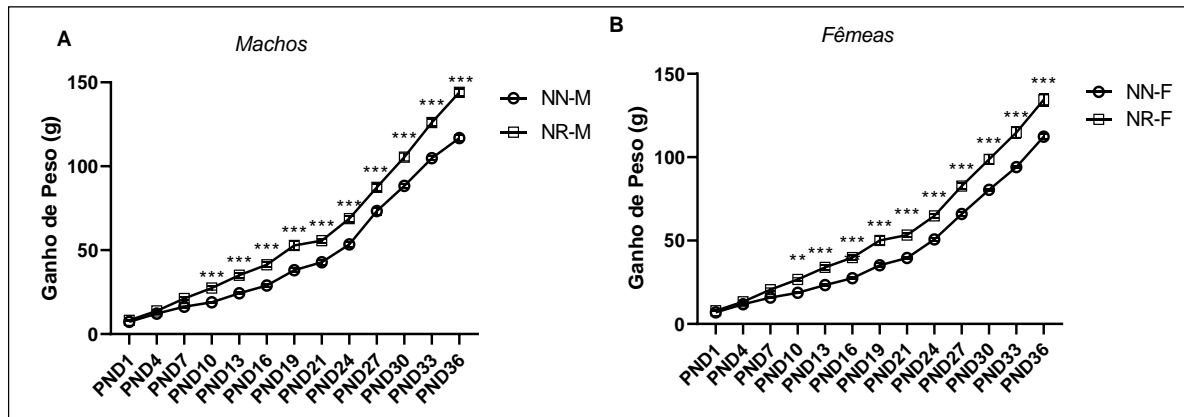 A
Machos
Ganho de Peso (g)
150
100
50
0
***
***
***
***
***
***
***
***
***
***
PND1
PND4
PND7
PND10
PND13
PND16
PND19
PND21
PND24
PND27
PND30
PND33
PND36
NN-M
NR-M
B
Fêmeas
Ganho de Peso (g)
150
100
50
0
**
***
***
***
***
***
***
***
***
***
PND1
PND4
PND7
PND10
PND13
PND16
PND19
PND21
PND24
PND27
PND30
PND33
PND36
NN-F
NR-F